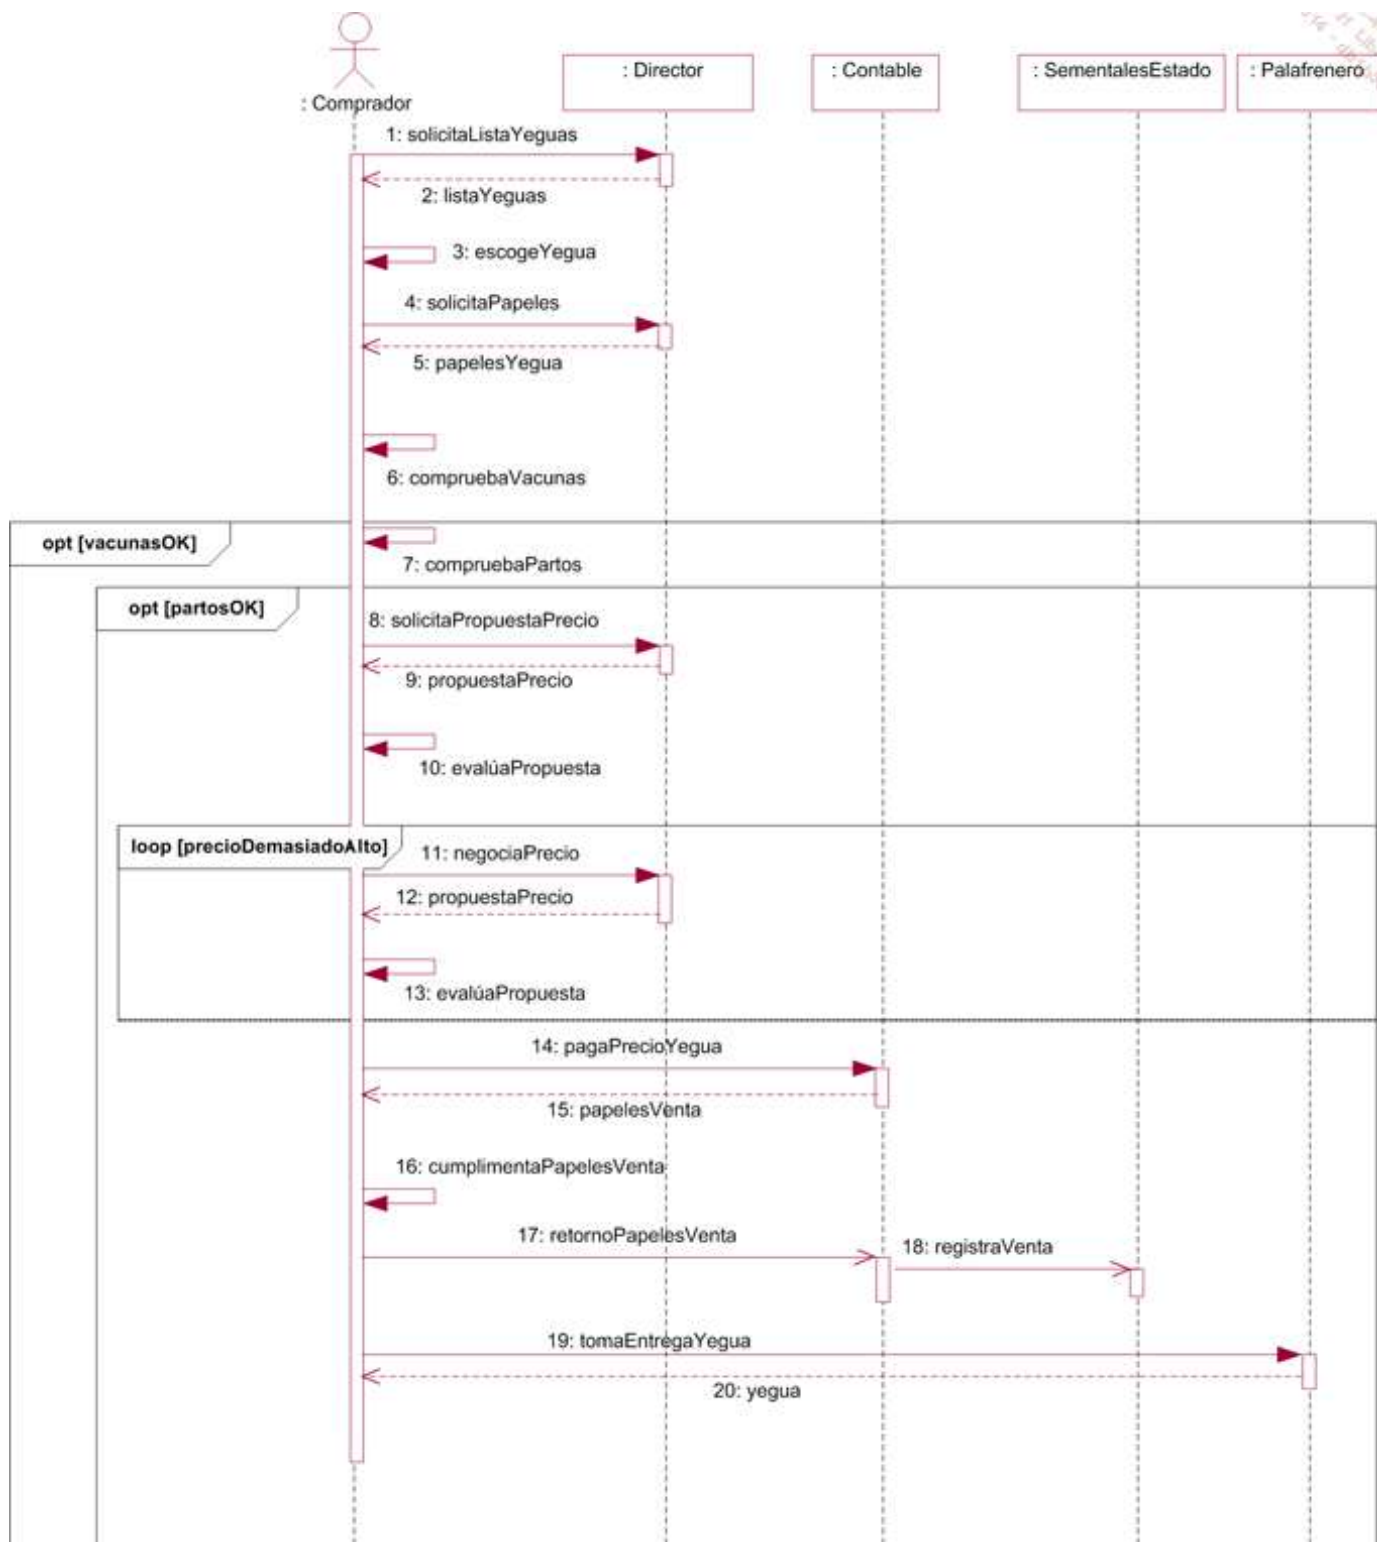 : Comprador
: Director
: Contable
: SementalesEstado
: Palafrenero
1: solicitaListaYeguas
2: listaYeguas
3: escogeYegua
4: solicitaPapeles
5: papelesYegua
6: compruebaVacunas
opt [vacunasOK]
7: compruebaPartos
opt [partosOK]
8: solicitaPropuestaPrecio
9: propuestaPrecio
10: evalúaPropuesta
loop [precioDemasiadoAlto]
11: negociaPrecio
12: propuestaPrecio
13: evalúaPropuesta
14: pagaPrecioYegua
15: papelesVenta
16: cumplimentaPapelesVenta
17: retornoPapelesVenta
18: registraVenta
19: tomaEntregaYegua
20: yegua